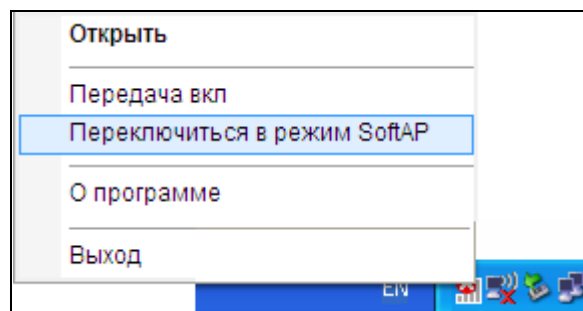 Открыть
Передача вкл
Переключиться в режим SoftAP
О программе
Выход
EN